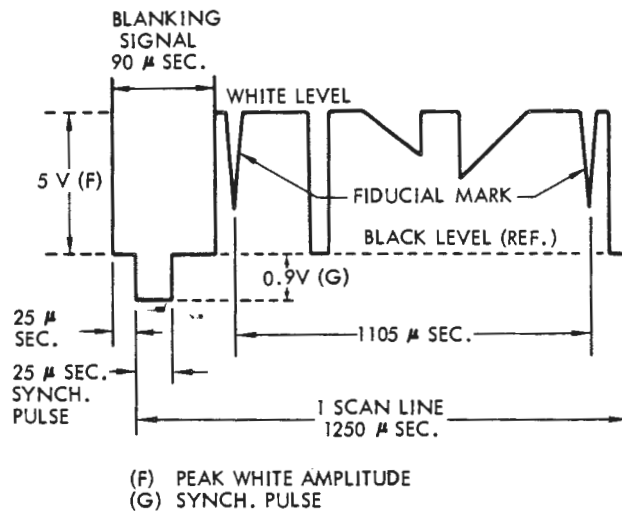 BLANKING
SIGNAL
90 μ SEC.
WHITE LEVEL
5 V (F)
FIDUCIAL MARK
BLACK LEVEL (REF.)
0.9V (G)
25 μ
SEC.
1105 μ SEC.
25 μ SEC.
SYNCH.
PULSE
1 SCAN LINE
1250 μ SEC.
(F) PEAK WHITE AMPLITUDE
(G) SYNCH. PULSE